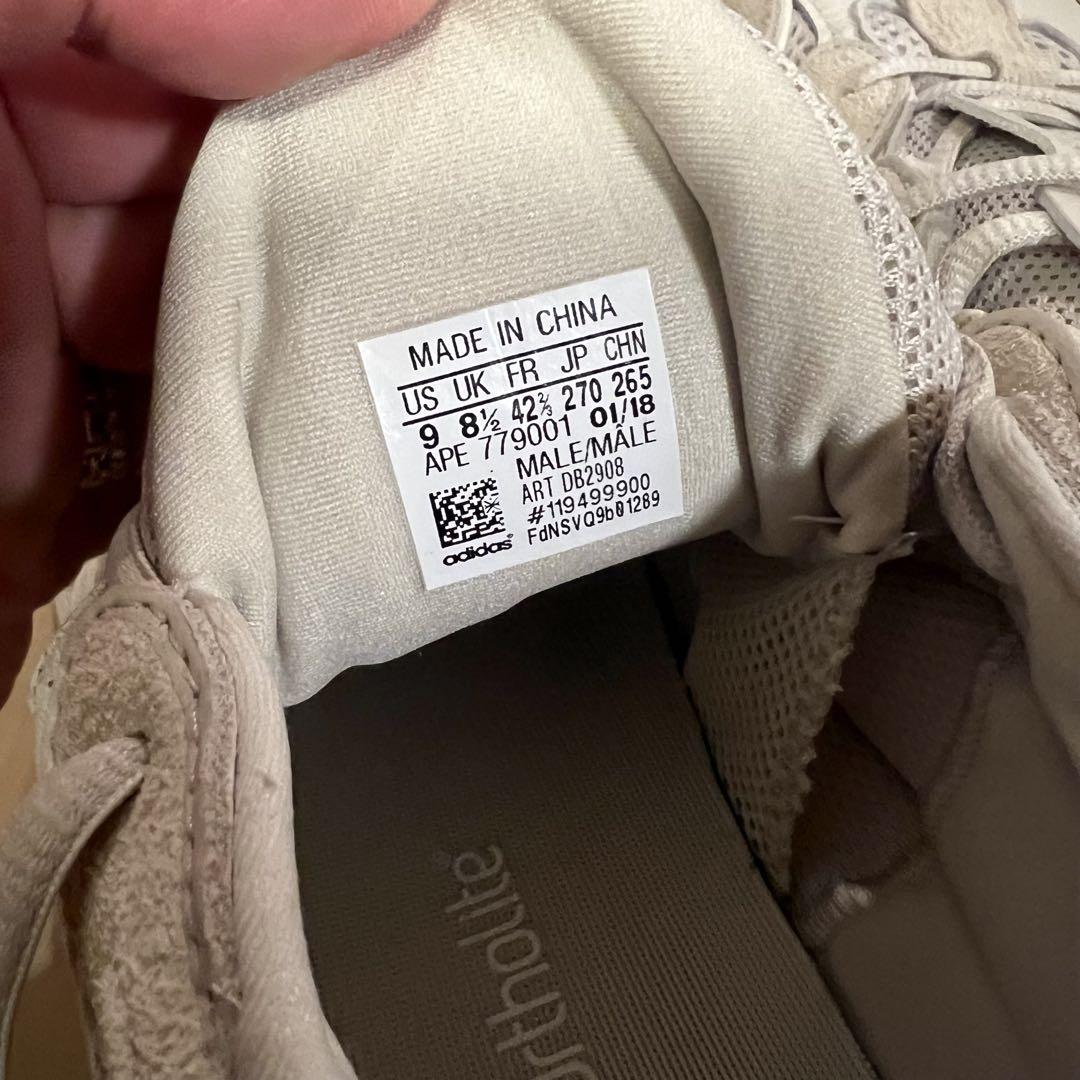 MADE IN CHINA
US UK FR JP CHN
9 8½ 42⅔ 270 265
APE 779001 01/18
MALE/MÂLE
ART DB2908
#119499900
FdNSVQ9b01289
adidas®
ortholite®